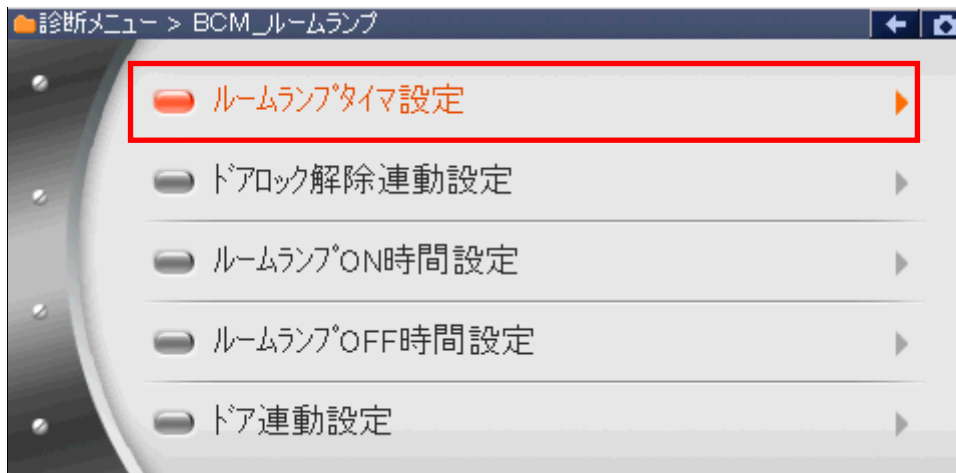 診断ﾒﾆｭｰ > BCM_ﾙｰﾑﾗﾝﾌﾟ
ﾙｰﾑﾗﾝﾌﾟﾀｲﾏ設定
ﾄﾞｱﾛｯｸ解除連動設定
ﾙｰﾑﾗﾝﾌﾟON時間設定
ﾙｰﾑﾗﾝﾌﾟOFF時間設定
ﾄﾞｱ連動設定